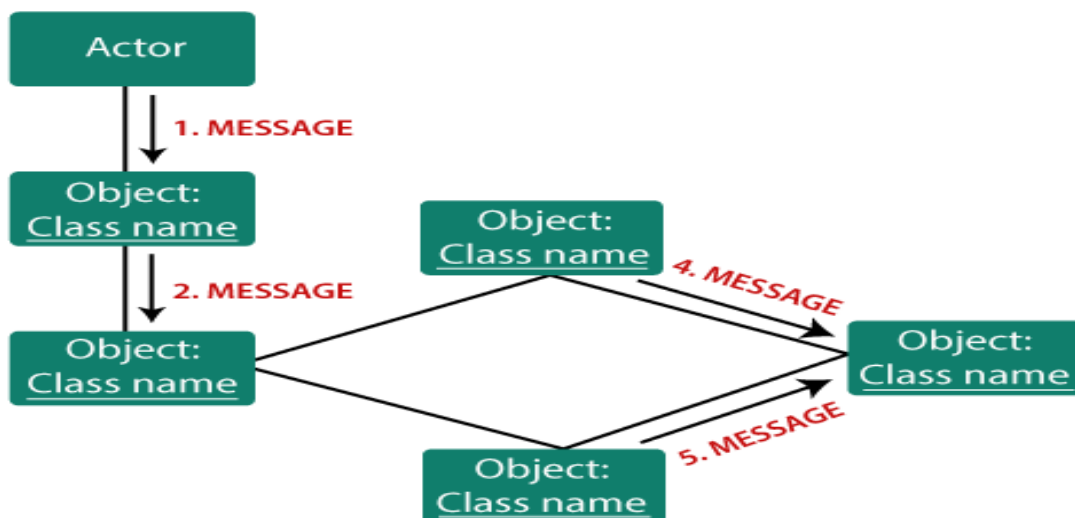 Actor
1. MESSAGE
Object:
Class name
2. MESSAGE
Object:
Class name
Object:
Class name
4. MESSAGE
Object:
Class name
5. MESSAGE
Object:
Class name